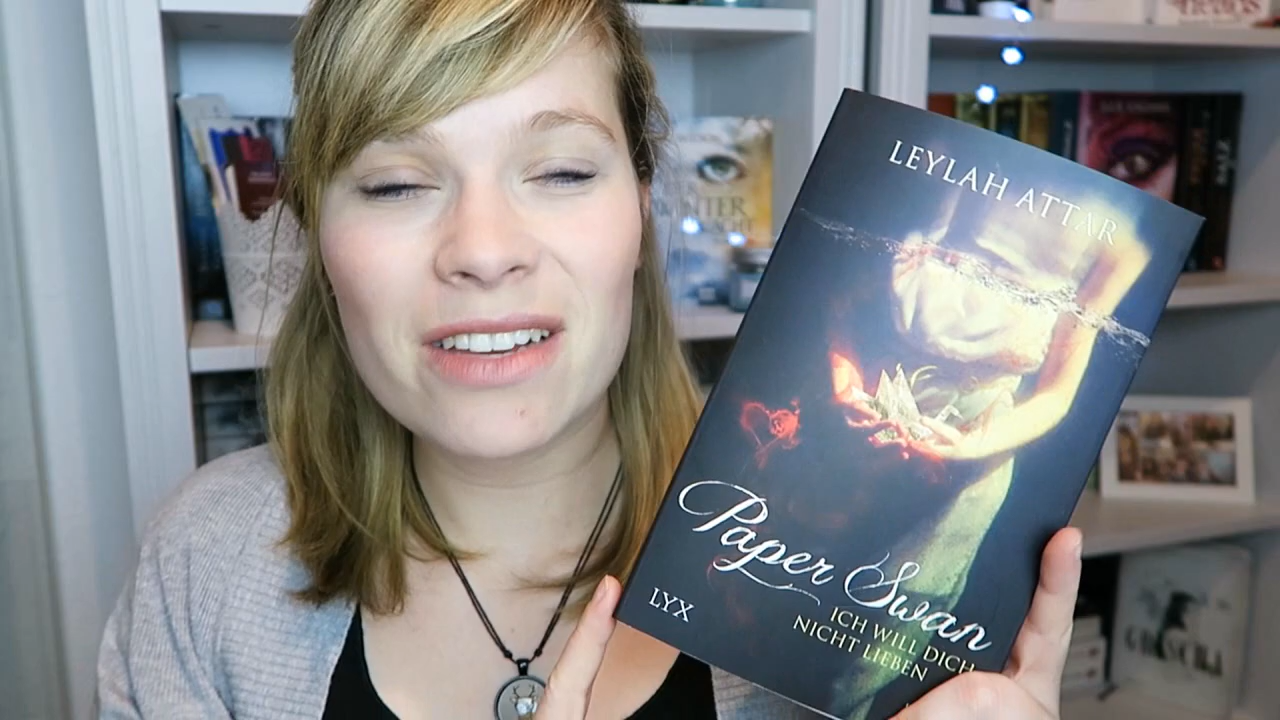 LEYLAH ATTAR
Paper Swan
ICH WILL DICH
NICHT LIEBEN
LYX